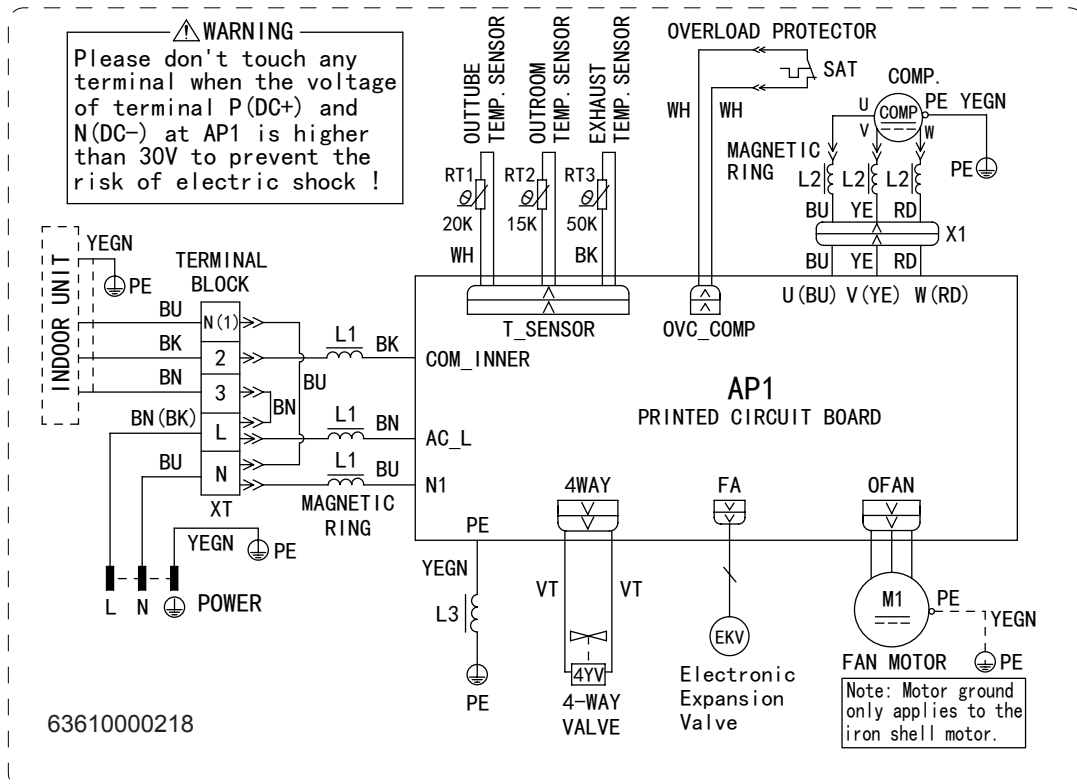 WARNING
Please don't touch any
terminal when the voltage
of terminal P(DC+) and
N(DC-) at AP1 is higher
than 30V to prevent the
risk of electric shock !
OUTTUBE
TEMP. SENSOR
OUTROOM
TEMP. SENSOR
EXHAUST
TEMP. SENSOR
RT1
RT2
RT3
θ
θ
θ
20K
15K
50K
WH
BK
T_SENSOR
OVERLOAD PROTECTOR
SAT
WH
WH
OVC_COMP
COMP.
U
COMP
PE YEGN
V
W
PE
MAGNETIC
RING
L2
L2
L2
BU
YE
RD
X1
BU
YE
RD
U(BU)
V(YE)
W(RD)
INDOOR UNIT
YEGN
PE
TERMINAL
BLOCK
BU
N(1)
BK
2
BN
3
BN(BK)
L
BU
N
XT
BU
BN
L1
BK
COM_INNER
L1
BN
AC_L
L1
BU
N1
MAGNETIC
RING
AP1
PRINTED CIRCUIT BOARD
YEGN
PE
L
N
POWER
PE
YEGN
L3
PE
4WAY
VT
VT
4YV
4-WAY
VALVE
FA
EKV
Electronic
Expansion
Valve
OFAN
M1
PE
YEGN
PE
FAN MOTOR
Note: Motor ground
only applies to the
iron shell motor.
63610000218